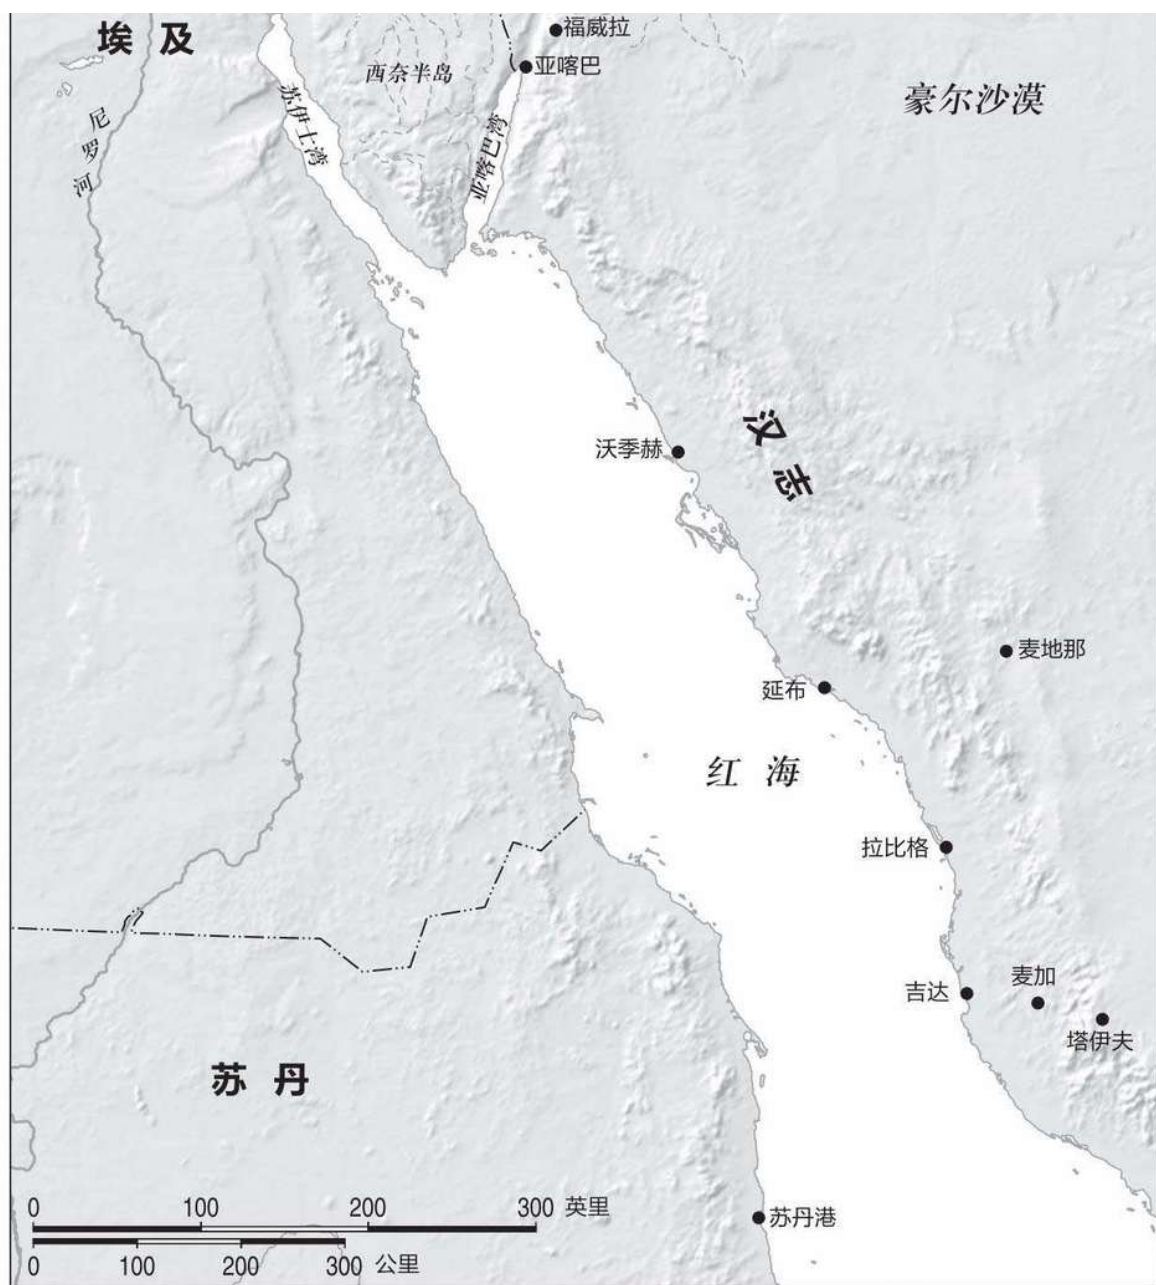 埃及
福威拉
亚喀巴
西奈半岛
苏伊士湾
亚喀巴湾
豪尔沙漠
尼罗河
汉志
沃季赫
麦地那
延布
红海
拉比格
吉达
麦加
塔伊夫
苏丹
苏丹港
0 100 200 300 英里
0 100 200 300 公里